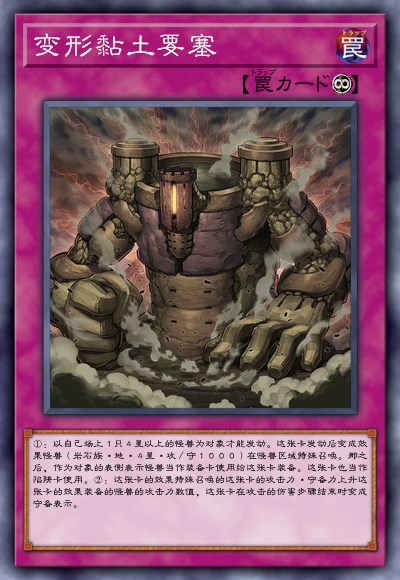 变形黏土要塞
トラップ
罠
トラップ
【罠カード】
①：以自己场上1只4星以上的怪兽为对象才能发动。这张卡发动后变成效
果怪兽（岩石族·地·4星·攻/守1000）在怪兽区域特殊召唤。那之
后，作为对象的表侧表示怪兽当作装备卡使用给这张卡装备。这张卡也当作
陷阱卡使用。②：这张卡的效果特殊召唤的这张卡的攻击力·守备力上升这
张卡的效果装备的怪兽的攻击力数值，这张卡在攻击的伤害步骤结束时变成
守备表示。